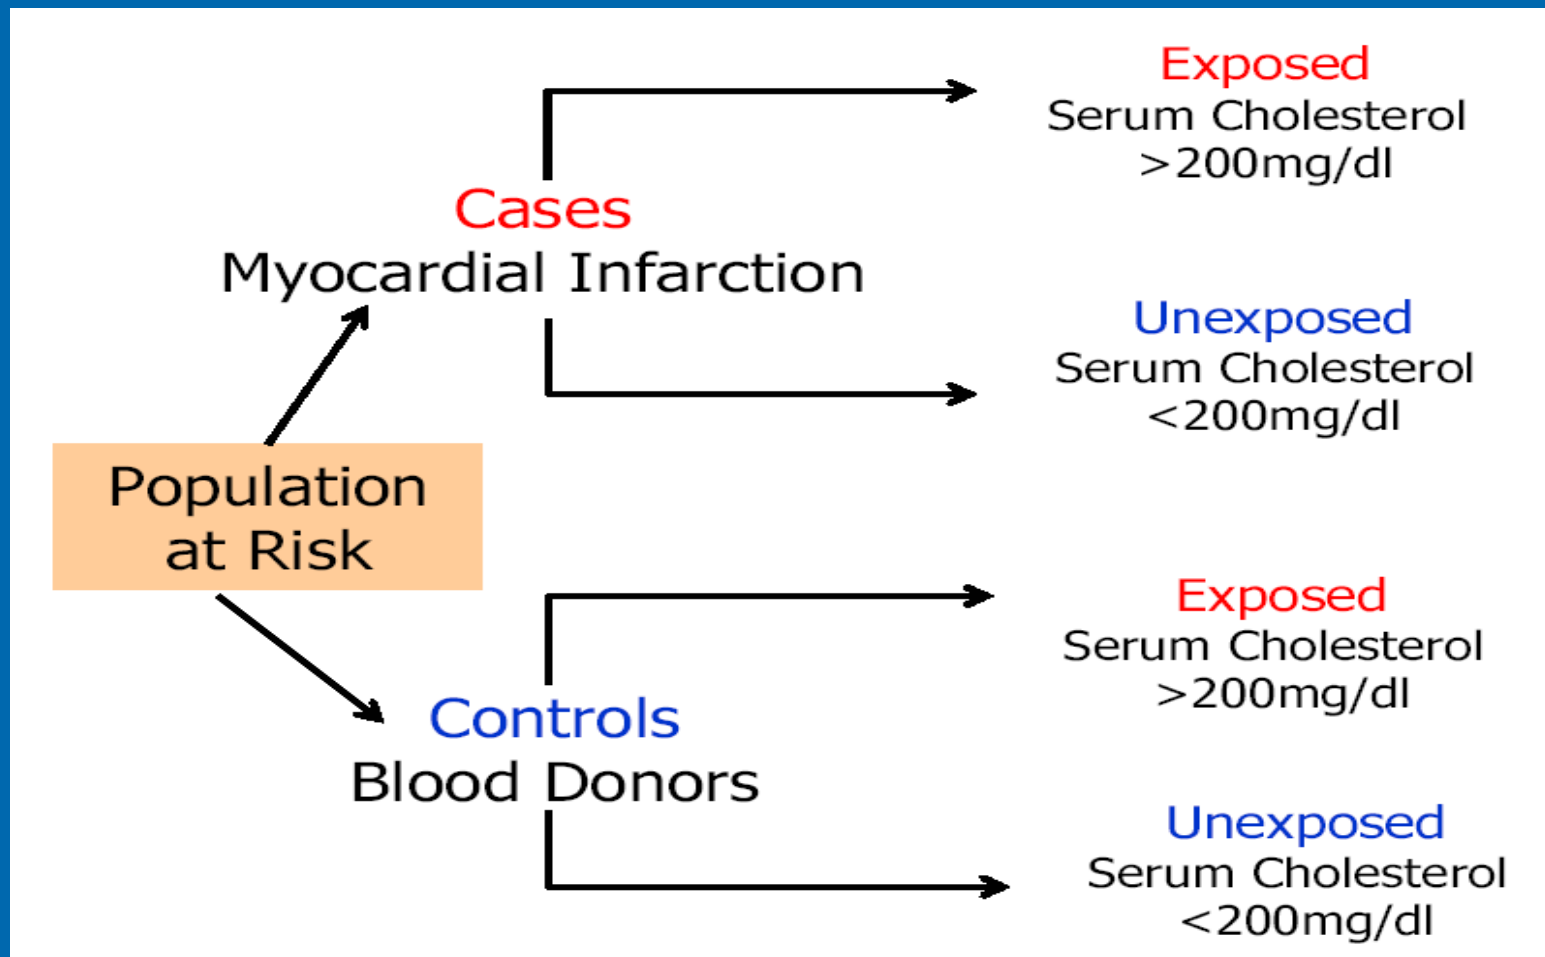 Exposed
Serum Cholesterol
>200mg/dl
Cases
Myocardial Infarction
Unexposed
Serum Cholesterol
<200mg/dl
Population
at Risk
Exposed
Serum Cholesterol
>200mg/dl
Controls
Blood Donors
Unexposed
Serum Cholesterol
<200mg/dl